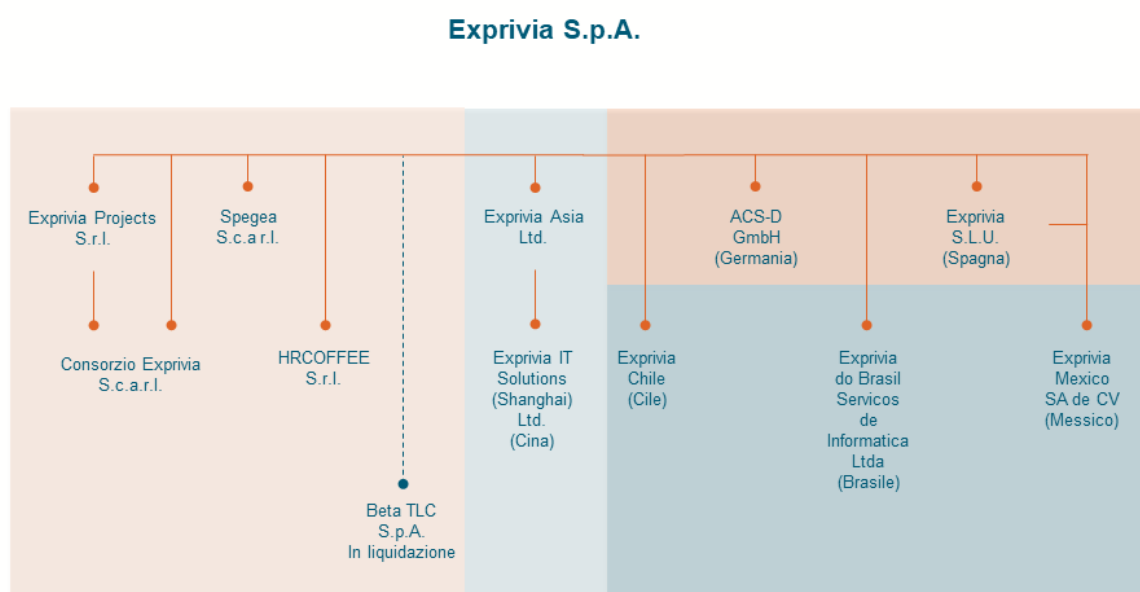 Exprivia S.p.A.
Exprivia Projects
S.r.l.
Spegea
S.c.a r.l.
Exprivia Asia
Ltd.
ACS-D
GmbH
(Germania)
Exprivia
S.L.U.
(Spagna)
Consorzio Exprivia
S.c.a.r.l.
HRCOFFEE
S.r.l.
Exprivia IT
Solutions
(Shanghai)
Ltd.
(Cina)
Exprivia
Chile
(Cile)
Exprivia
do Brasil
Servicos
de
Informatica
Ltda
(Brasile)
Exprivia
Mexico
SA de CV
(Messico)
Beta TLC
S.p.A.
In liquidazione